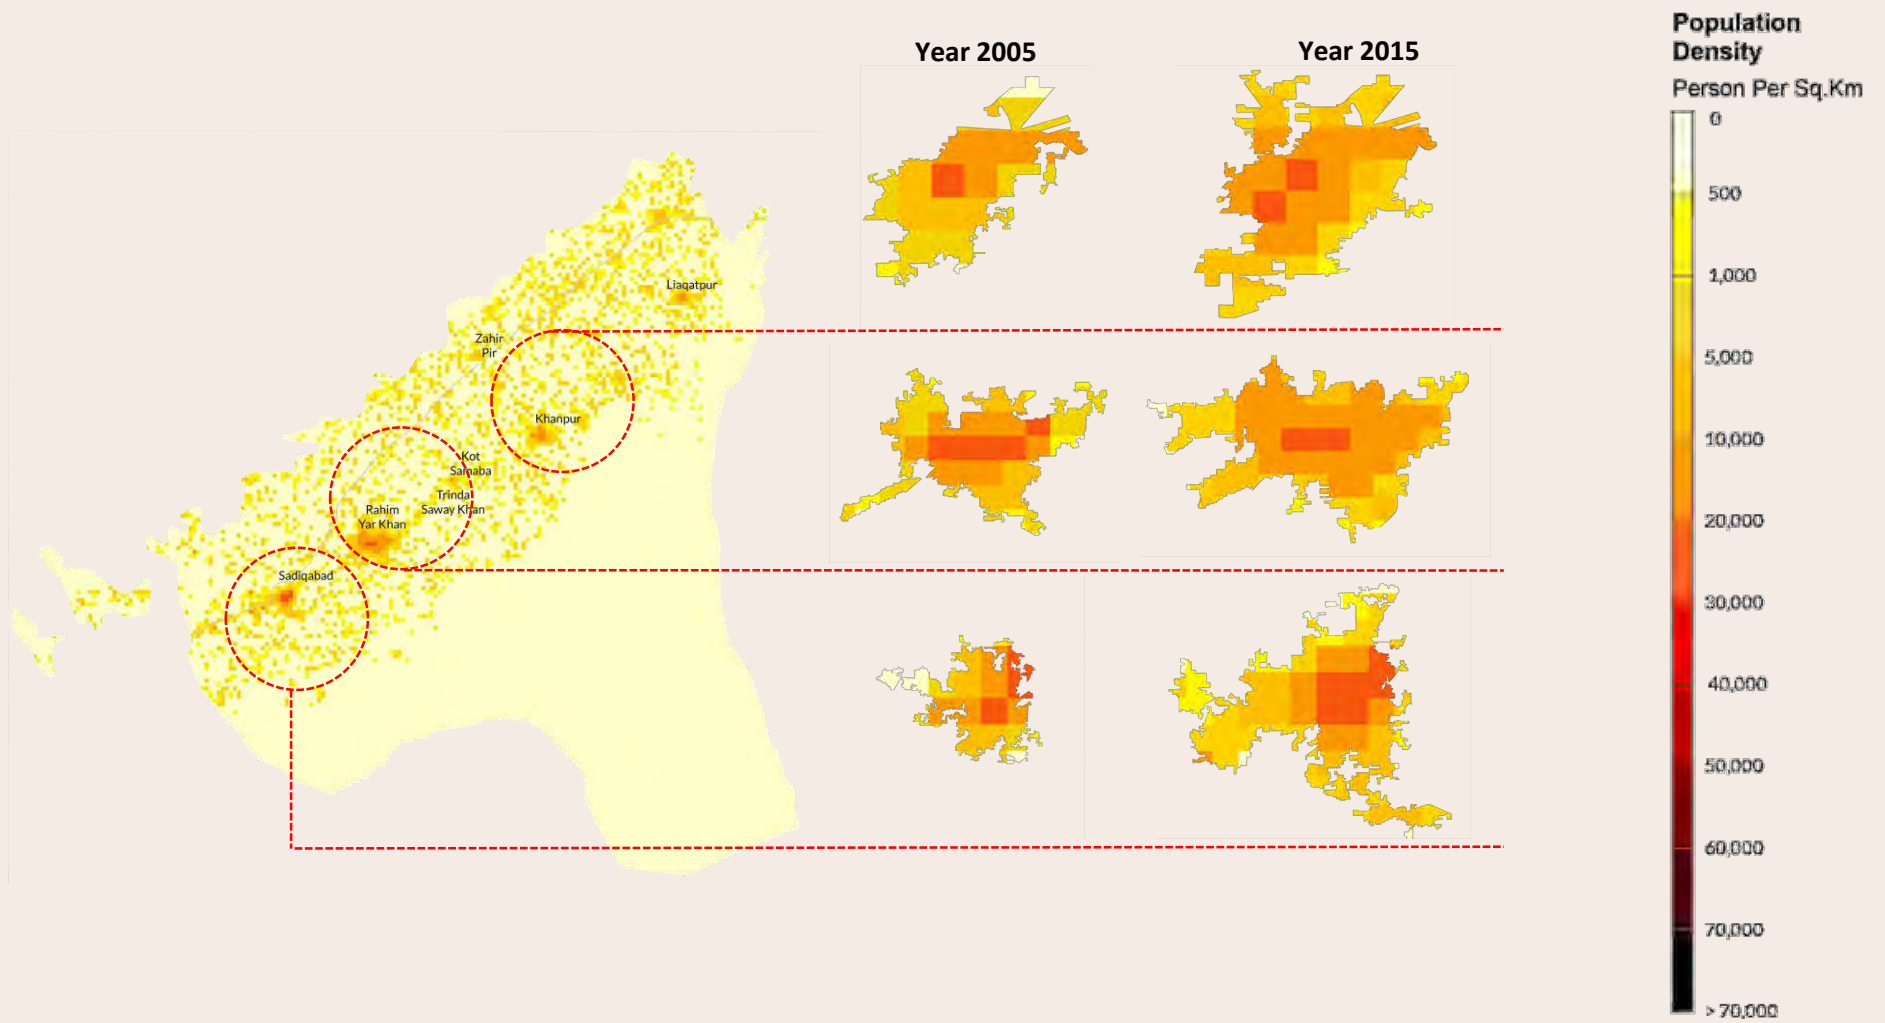 Year 2005
Year 2015
Population
Density
Person Per Sq.Km
0
500
1,000
5,000
10,000
20,000
30,000
40,000
50,000
60,000
70,000
> 70,000
Liaqatpur
Zahir
Pir
Khanpur
Kot
Samaba
Trinda
Saway Khan
Rahim
Yar Khan
Sadiqabad